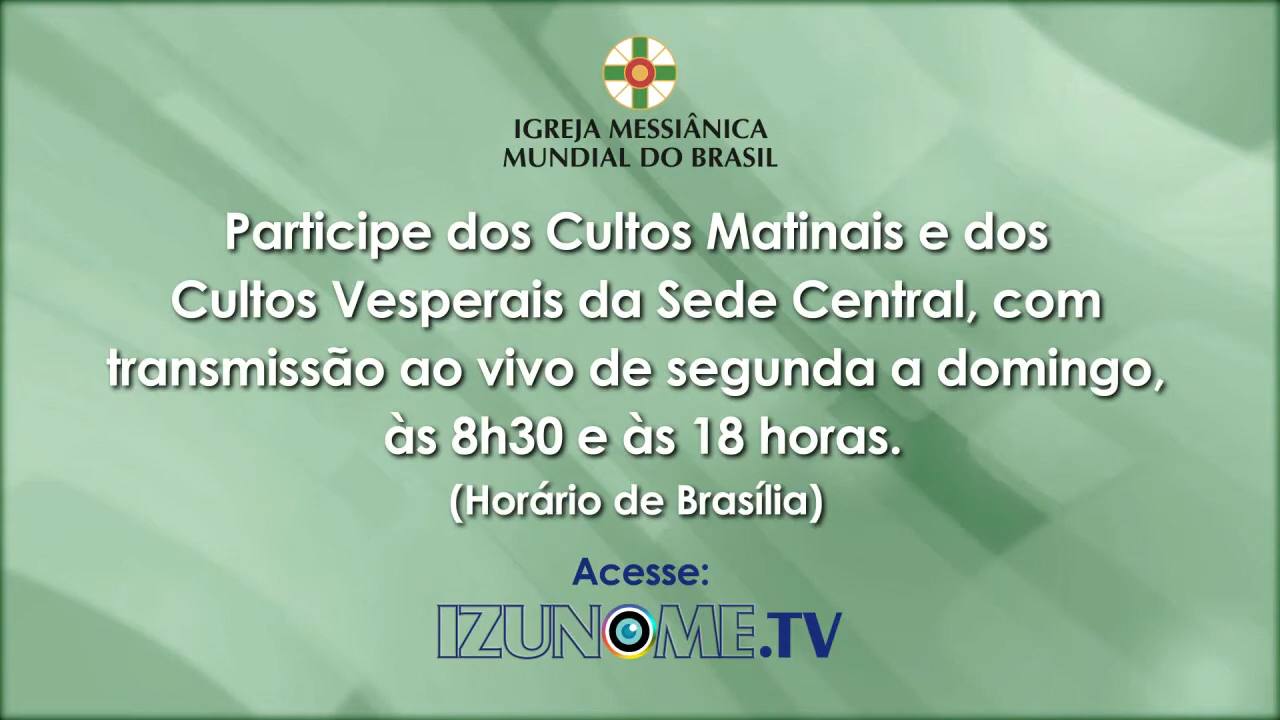 IGREJA MESSIÂNICA
MUNDIAL DO BRASIL
Participe dos Cultos Matinais e dos
Cultos Vesperais da Sede Central, com
transmissão ao vivo de segunda a domingo,
às 8h30 e às 18 horas.
(Horário de Brasília)
Acesse:
IZUNOME.TV